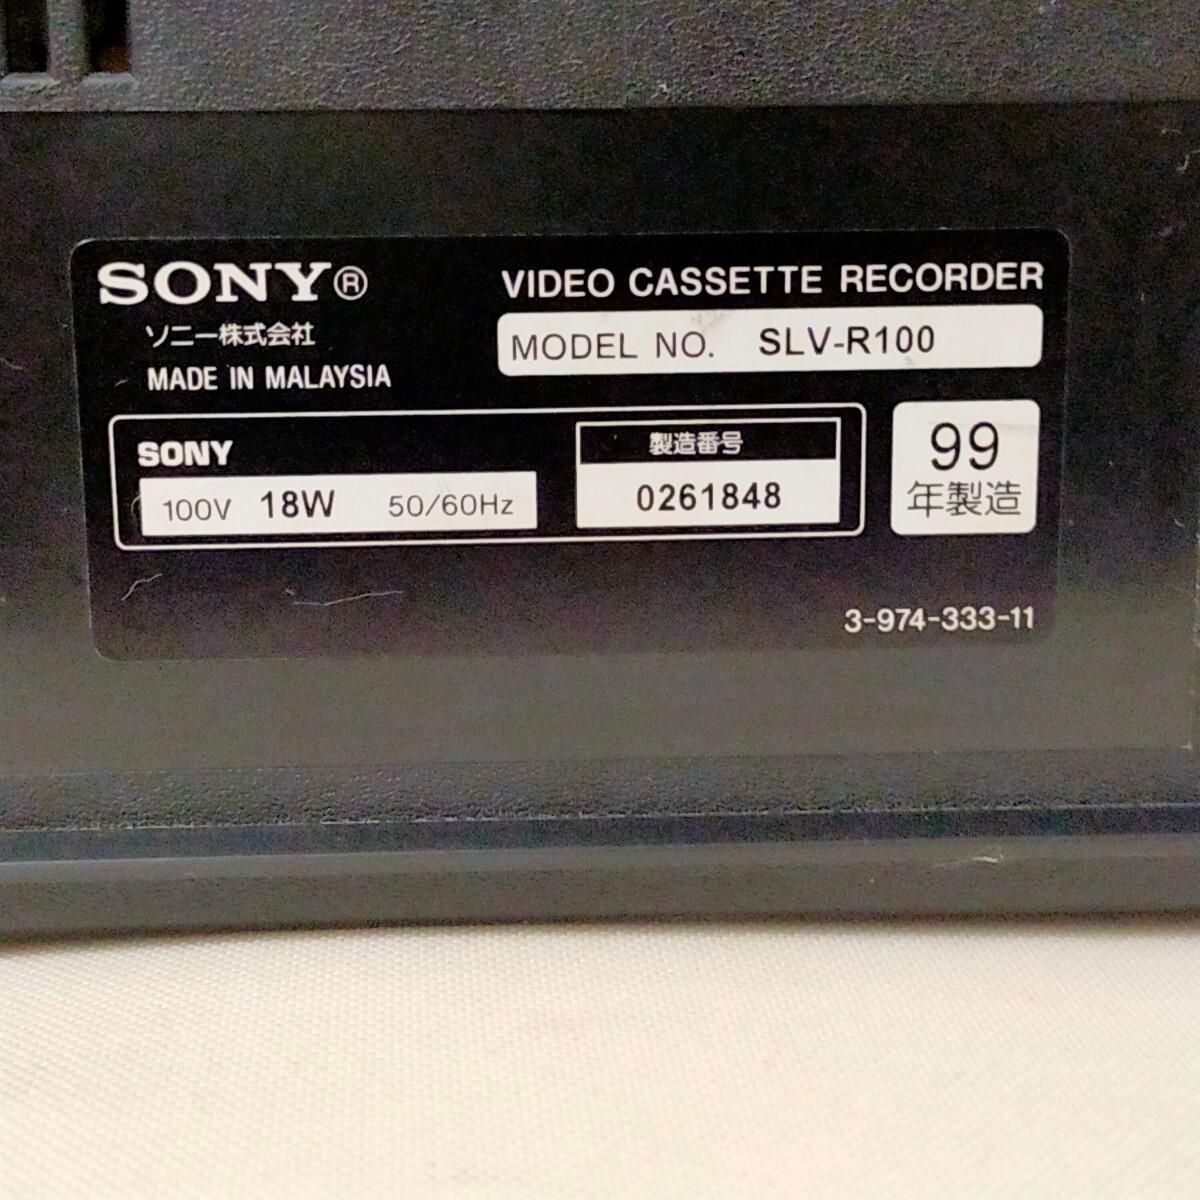 SONY®
ソニー株式会社
MADE IN MALAYSIA
VIDEO CASSETTE RECORDER
MODEL NO. SLV-R100
SONY
100V 18W 50/60Hz
製造番号
0261848
99
年製造
3-974-333-11